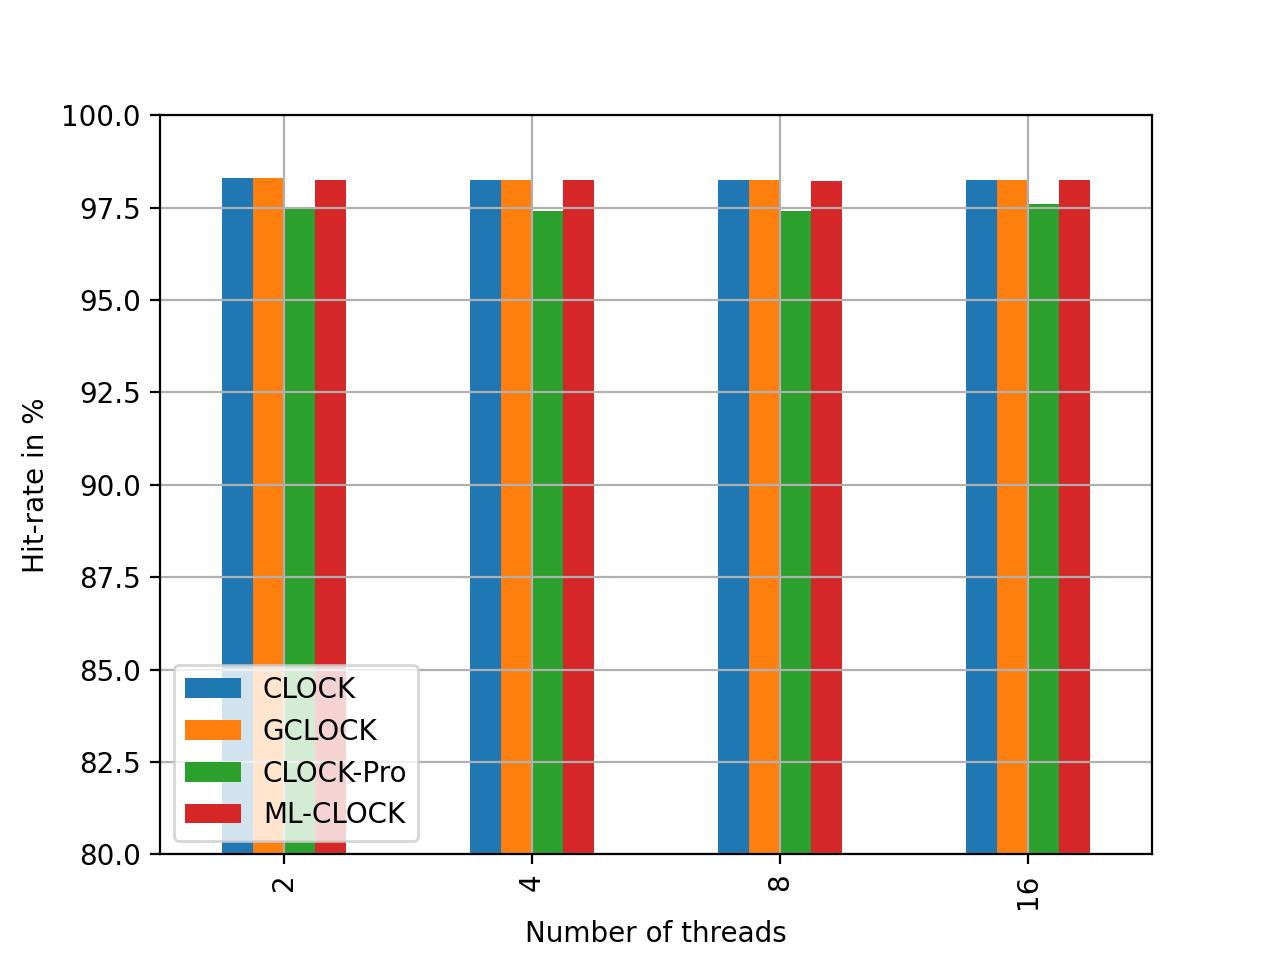 100.0
97.5
95.0
92.5
90.0
87.5
85.0
82.5
80.0
Hit-rate in %
CLOCK
GCLOCK
CLOCK-Pro
ML-CLOCK
2
4
8
16
Number of threads